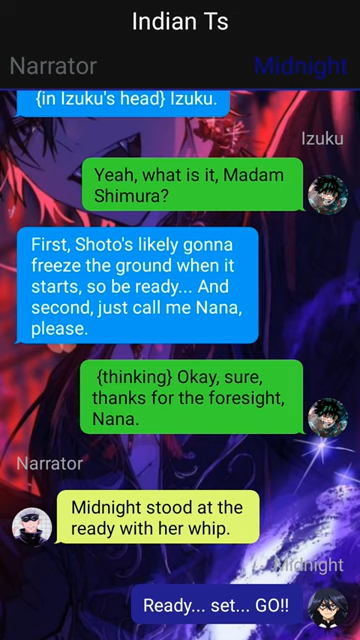 Indian Ts
Narrator
Midnight
{in Izuku's head} Izuku.
Izuku
Yeah, what is it, Madam
Shimura?
First, Shoto's likely gonna
freeze the ground when it
starts, so be ready... And
second, just call me Nana,
please.
{thinking} Okay, sure,
thanks for the foresight,
Nana.
Narrator
Midnight stood at the
ready with her whip.
Midnight
Ready... set... GO!!